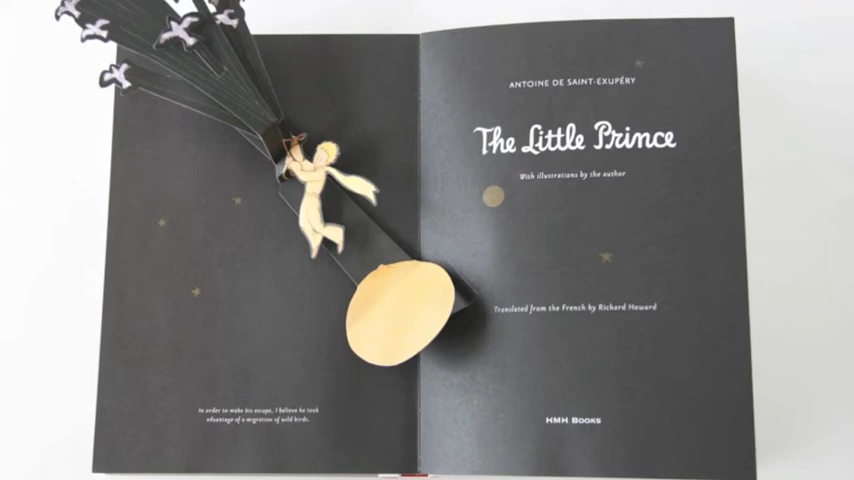 In order to make his escape, I believe he took
advantage of a migration of wild birds.
ANTOINE DE SAINT-EXUPÉRY
The Little Prince
With illustrations by the author
Translated from the French by Richard Howard
HMH BOOKS